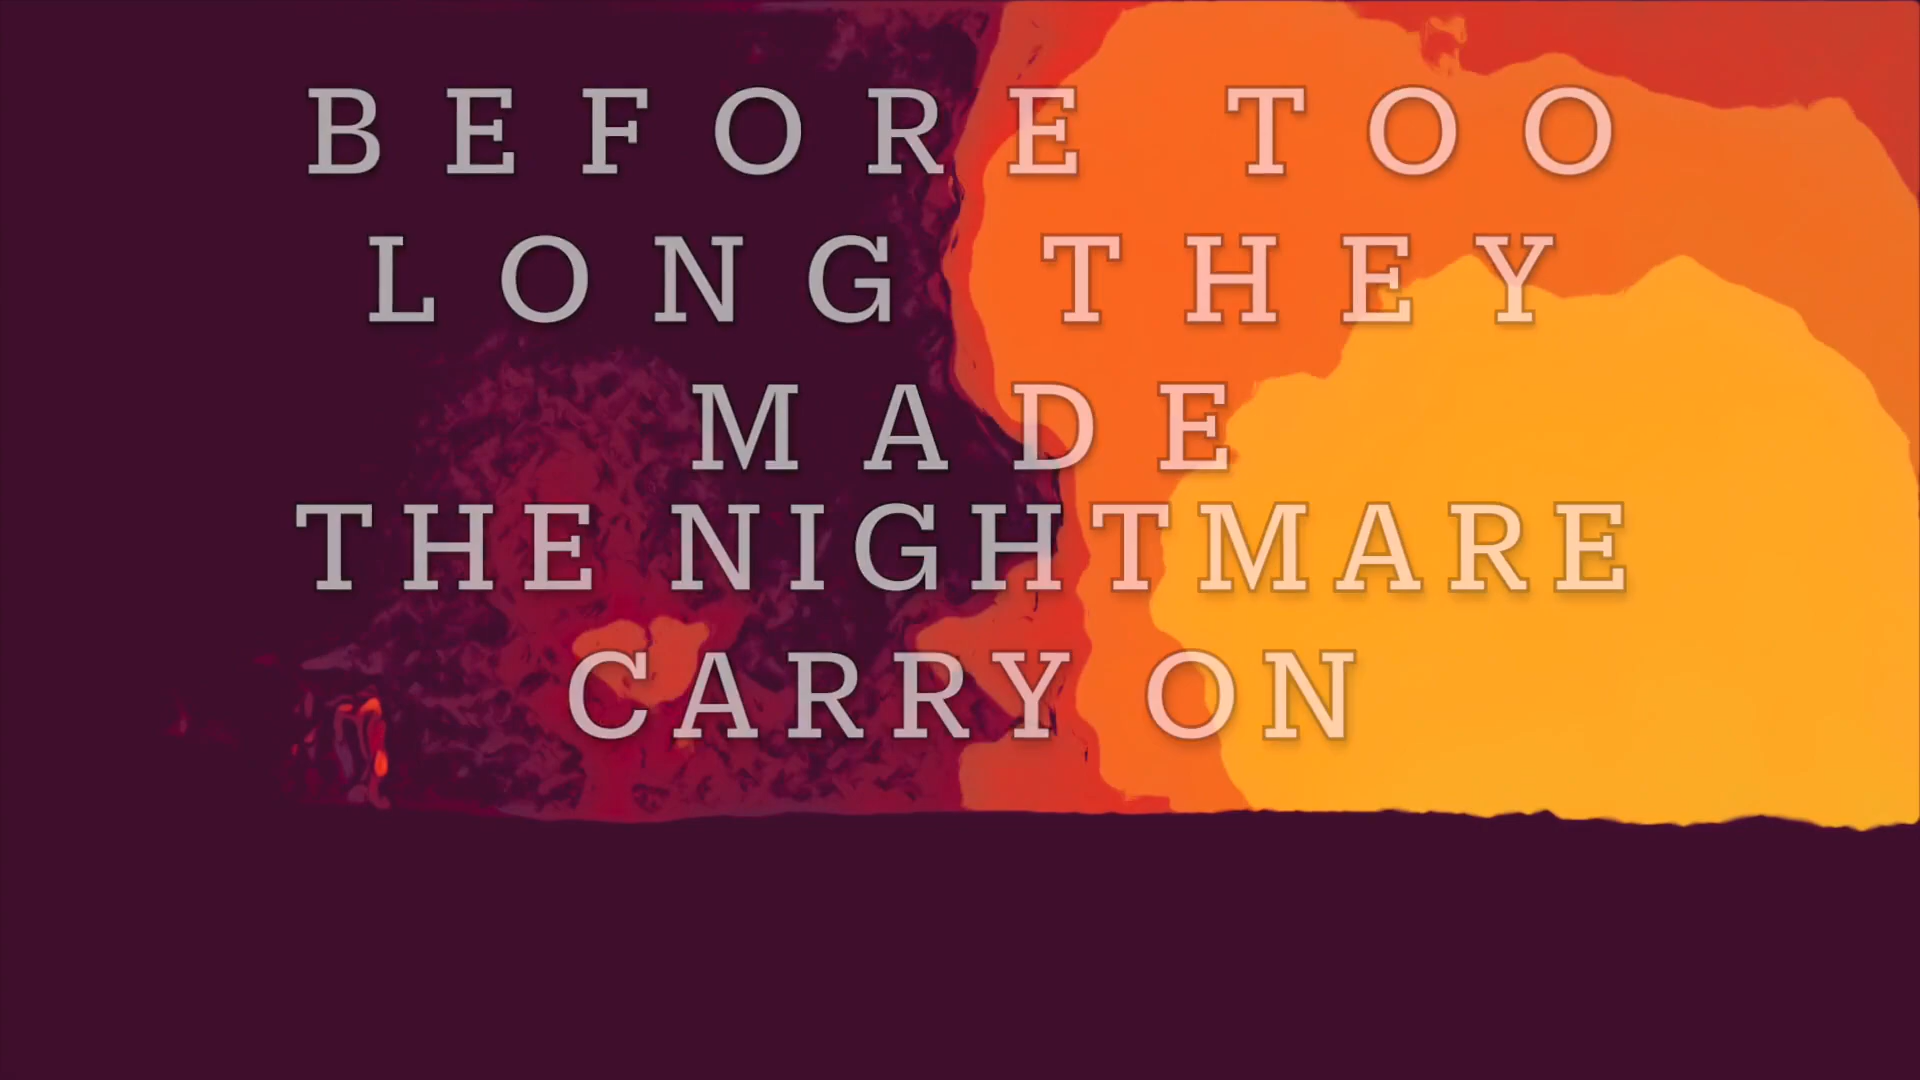 BEFORE TOO
LONG THEY
MADE
THE NIGHTMARE
CARRY ON